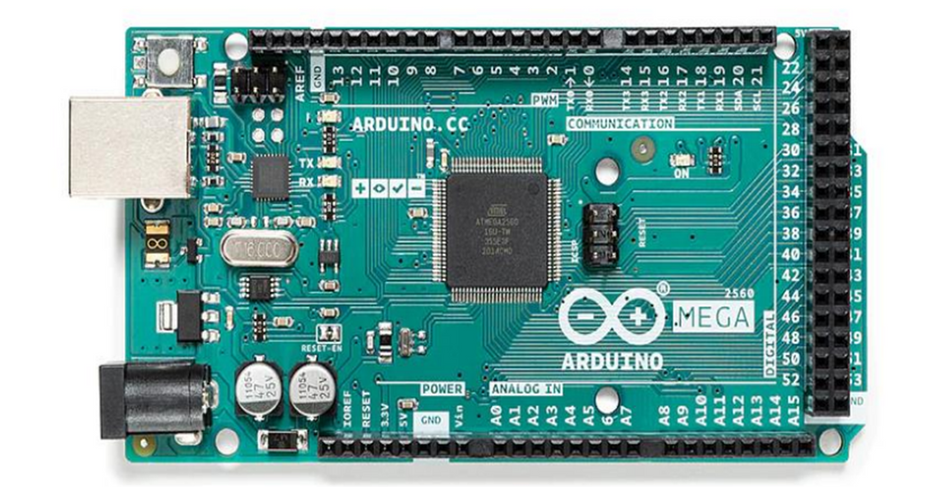 5V
AREF
GND
13
12
11
10
9
8
7
6
5
4
3
2
TX0→1
RX0←0
TX3 14
RX3 15
TX2 16
RX2 17
TX1 18
RX1 19
SDA 20
SCL 21
PWM
COMMUNICATION
ARDUINO.CC
L
TX
RX
ON
T16.000
ATMEGA2560
16U-TW
ICSP
RESET
22
24
26
28
30
32
34
36
38
40
42
44
46
48
50
52
DIGITAL
2560
MEGA
ARDUINO
®
RESET-EN
47
25V
47
25V
POWER
ANALOG IN
IOREF
RESET
3.3V
5V
GND
Vin
A0
A1
A2
A3
A4
A5
A7
A8
A9
A10
A11
A12
A13
A14
A15